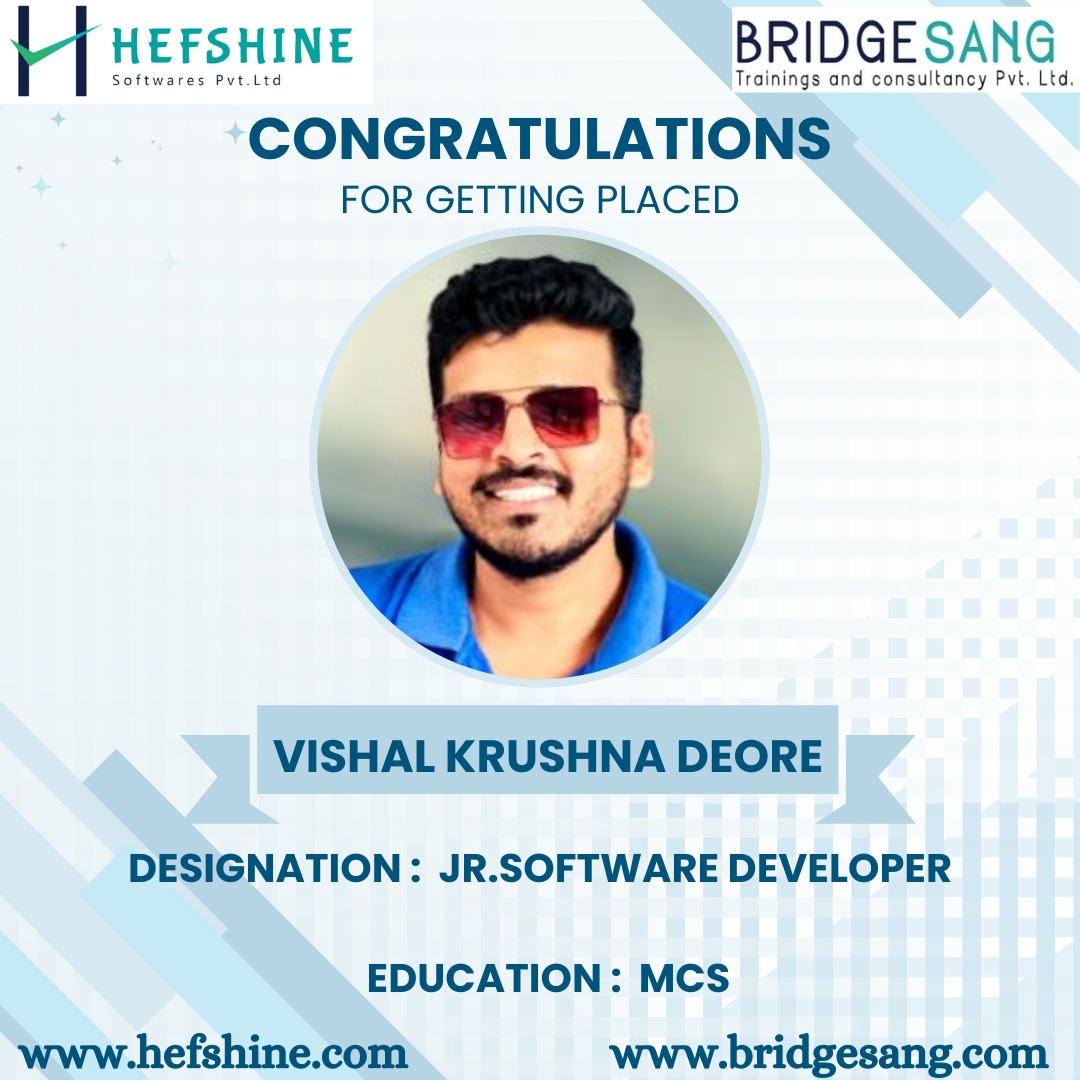 HEFSHINE
Softwares Pvt.Ltd
BRIDGESANG
Trainings and consultancy Pvt. Ltd.
CONGRATULATIONS
FOR GETTING PLACED
VISHAL KRUSHNA DEORE
DESIGNATION : JR.SOFTWARE DEVELOPER
EDUCATION : MCS
www.hefshine.com
www.bridgesang.com